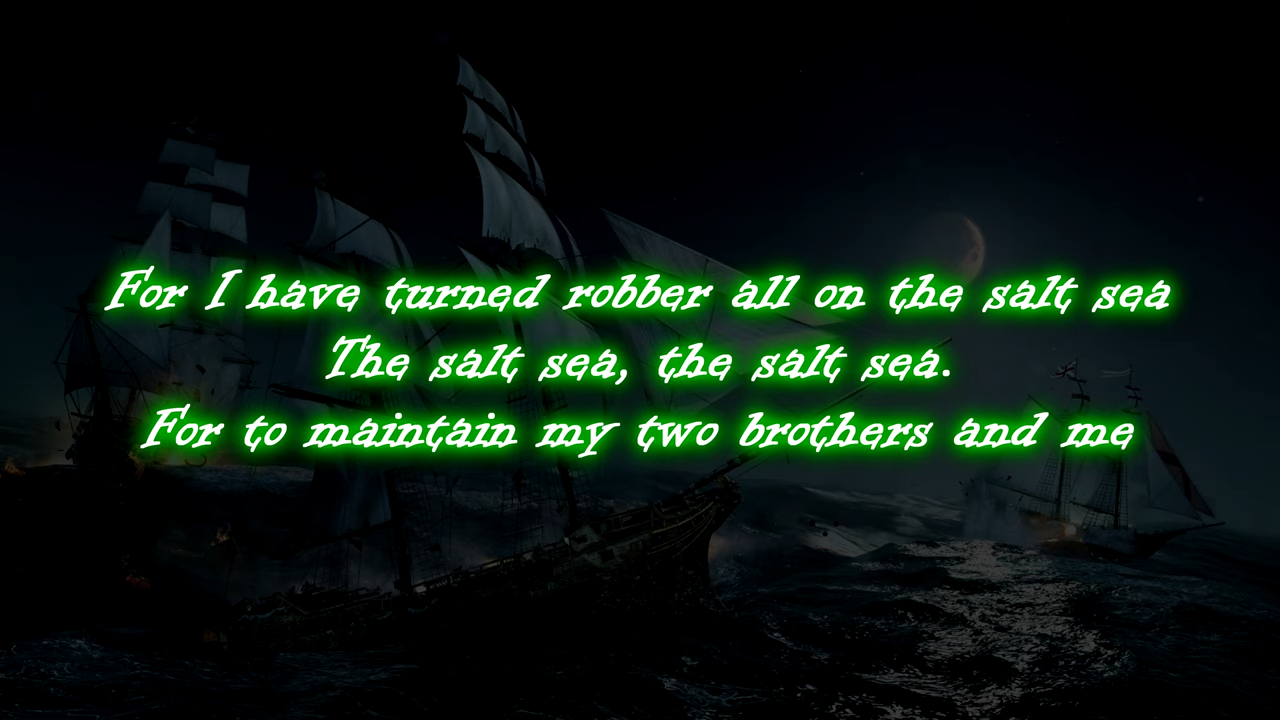 For I have turned robber all on the salt sea
The salt sea, the salt sea.
For to maintain my two brothers and me